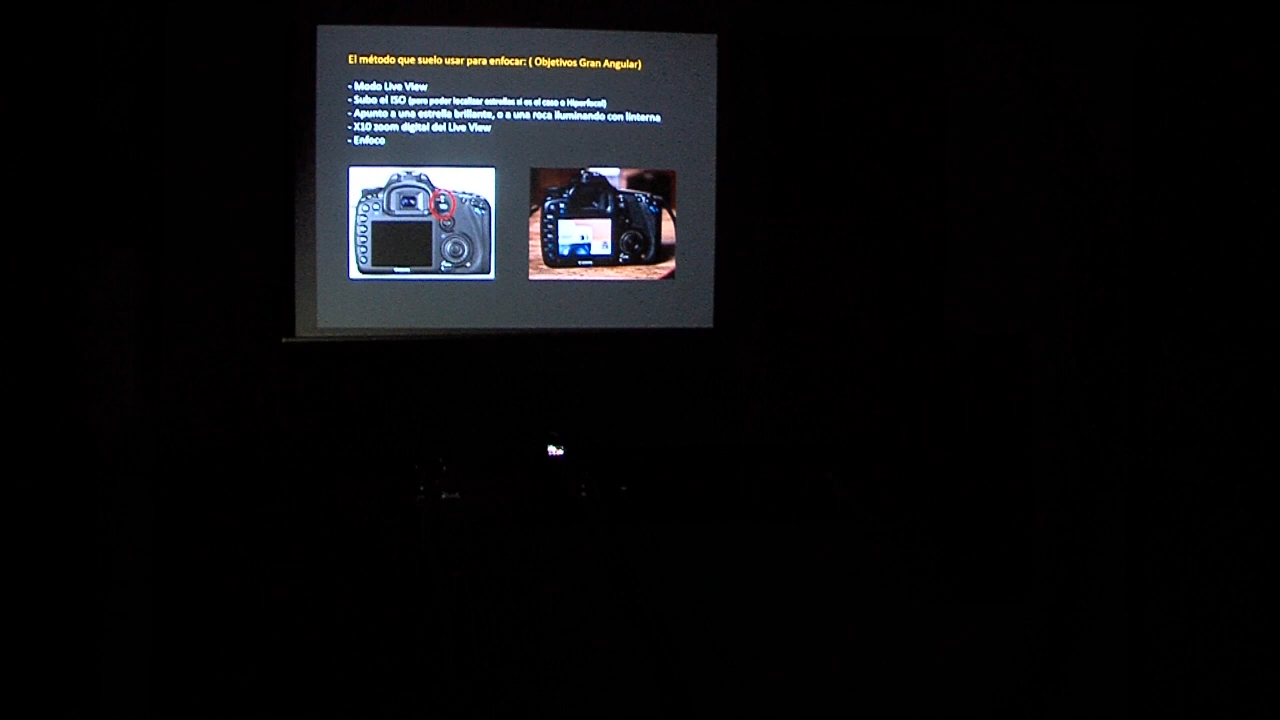 El método que suelo usar para enfocar: ( Objetivos Gran Angular)
- Modo Live View
- Subo el ISO (para poder localizar estrellas si es el caso o Hiperfocal)
- Apunto a una estrella brillante, o a una roca iluminando con linterna
- X10 zoom digital del Live View
- Enfoco